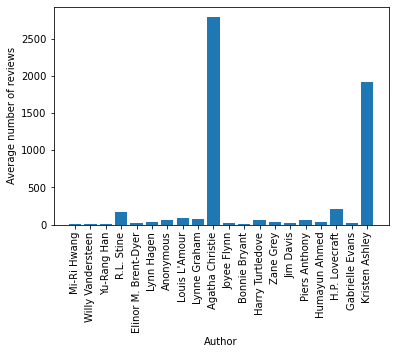 Average number of reviews
2500
2000
1500
1000
500
0
Mi-Ri Hwang
Willy Vandersteen
Yu-Rang Han
R.L. Stine
Elinor M. Brent-Dyer
Lynn Hagen
Anonymous
Louis L'Amour
Lynne Graham
Agatha Christie
Joyee Flynn
Bonnie Bryant
Harry Turtledove
Zane Grey
Jim Davis
Piers Anthony
Humayun Ahmed
H.P. Lovecraft
Gabrielle Evans
Kristen Ashley
Author